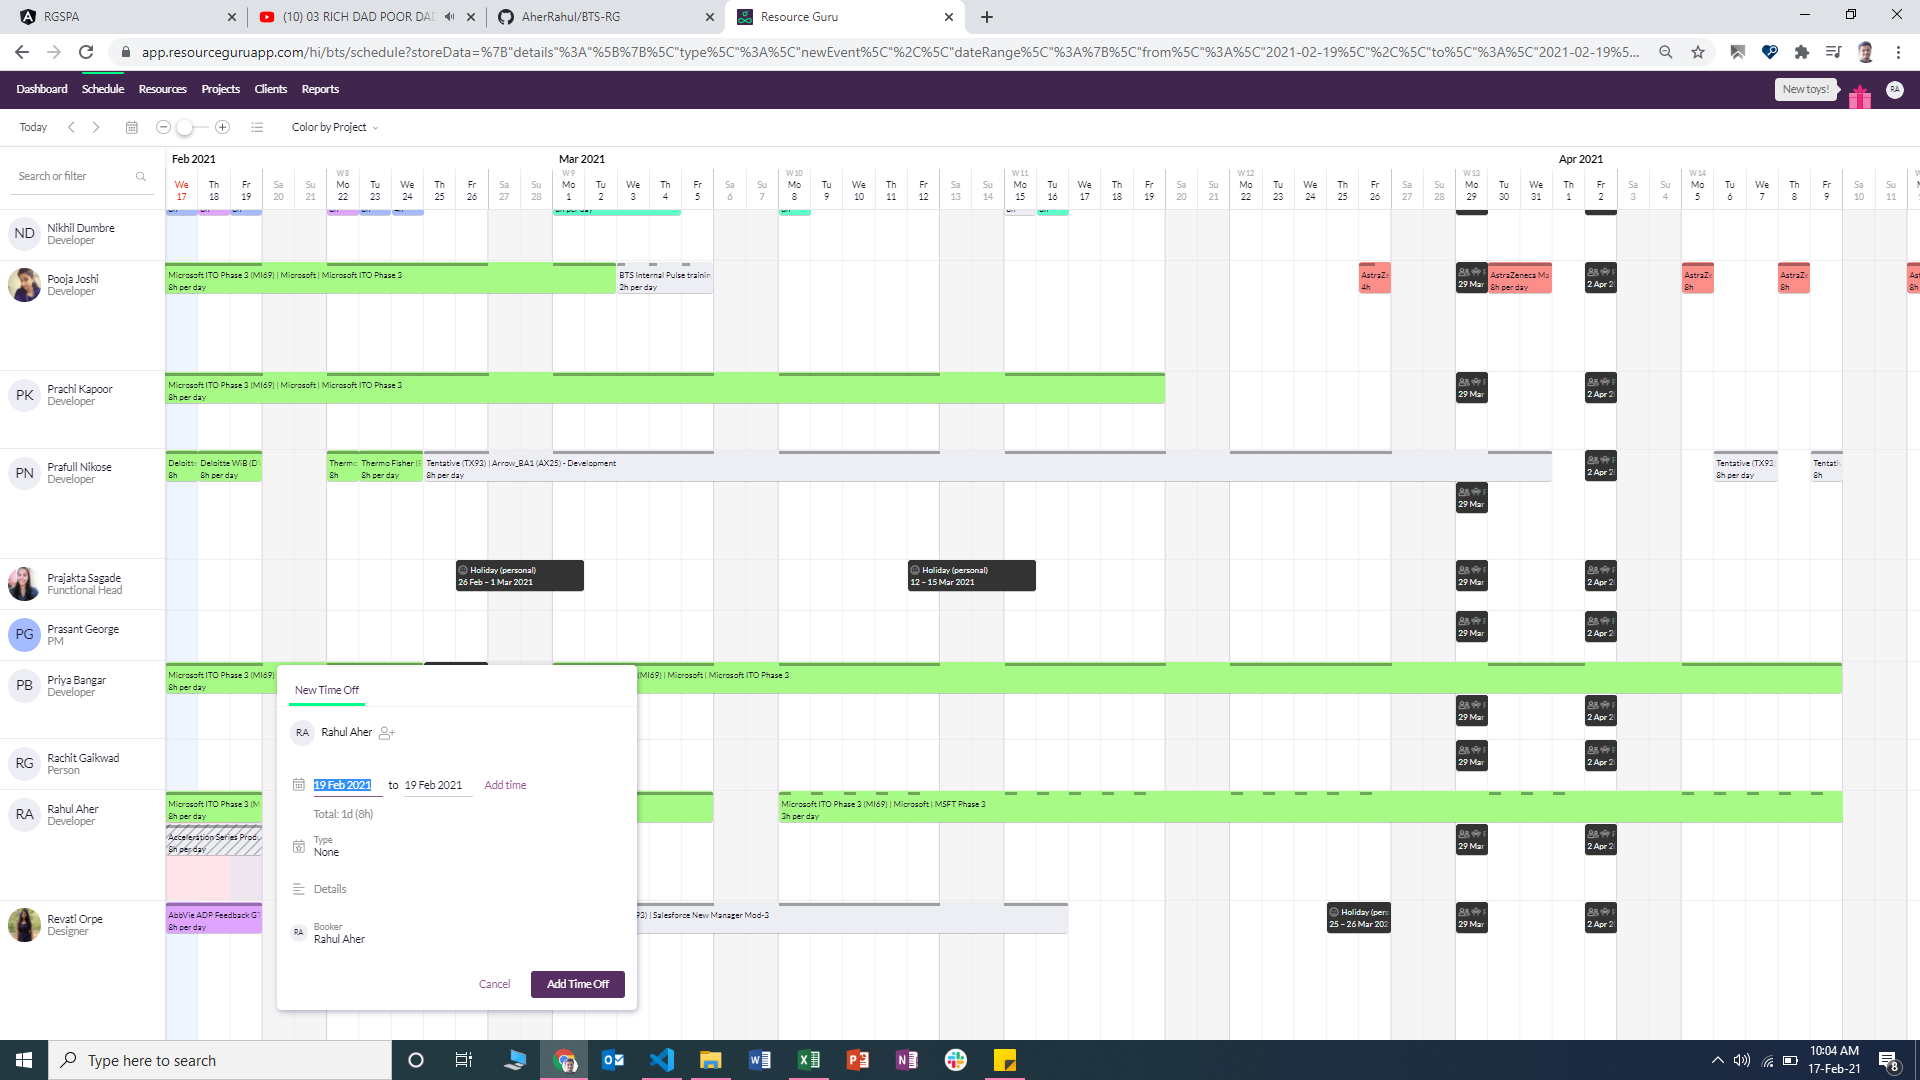 RGSPA
(10) 03 RICH DAD POOR DAD
AherRahul/BTS-RG
Resource Guru
app.resourceguruapp.com/hi/bts/schedule?storeData=%7B"details"%3A"%5B%7B%5C"type%5C"%3A%5C"newEvent%5C"%2C%5C"dateRange%5C"%3A%7B%5C"from%5C"%3A%5C"2021-02-19%5C"%2C%5C"to%5C"%3A%5C"2021-02-19%5...
Dashboard Schedule Resources Projects Clients Reports
New toys! RA
Today Color by Project
Feb 2021 Mar 2021 Apr 2021
Search or filter
W8 W9 W10 W11 W12 W13 W14
We Th Fr Sa Su Mo Tu We Th Fr Sa Su Mo Tu We Th Fr Sa Su Mo Tu We Th Fr Sa Su Mo Tu We Th Fr Sa Su Mo Tu We Th Fr Sa Su Mo Tu We Th Fr Sa Su Mo Tu We Th Fr Sa Su
17 18 19 20 21 22 23 24 25 26 27 28 1 2 3 4 5 6 7 8 9 10 11 12 13 14 15 16 17 18 19 20 21 22 23 24 25 26 27 28 29 30 31 1 2 3 4 5 6 7 8 9 10 11
ND Nikhil Dumbre
Developer
Pooja Joshi
Developer
Microsoft ITO Phase 3 (MI69) | Microsoft | Microsoft ITO Phase 3
8h per day
BTS Internal Pulse trainin
2h per day
AstraZe
4h
29 Mar
AstraZeneca Ma
8h per day
2 Apr 2
AstraZe
8h
AstraZe
8h
Ast
8h
PK Prachi Kapoor
Developer
Microsoft ITO Phase 3 (MI69) | Microsoft | Microsoft ITO Phase 3
8h per day
29 Mar
2 Apr 2
PN Prafull Nikose
Developer
Deloitte
8h
Deloitte WiB (D
8h per day
Thermo
8h
Thermo Fisher (
8h per day
Tentative (TX93) | Arrow_BA1 (AX25) - Development
8h per day
2 Apr 2
Tentative (TX93)
8h per day
Tentati
8h
29 Mar
Prajakta Sagade
Functional Head
Holiday (personal)
26 Feb – 1 Mar 2021
Holiday (personal)
12 – 15 Mar 2021
29 Mar
2 Apr 2
PG Prasant George
PM
29 Mar
2 Apr 2
PB Priya Bangar
Developer
Microsoft ITO Phase 3 (MI69)
8h per day
MI69) | Microsoft | Microsoft ITO Phase 3
29 Mar
2 Apr 2
RG Rachit Gaikwad
Person
29 Mar
2 Apr 2
RA Rahul Aher
Developer
Microsoft ITO Phase 3 (M
8h per day
Acceleration Series Prod
8h per day
Microsoft ITO Phase 3 (MI69) | Microsoft | MSFT Phase 3
3h per day
29 Mar
2 Apr 2
Revati Orpe
Designer
AbbVie ADP Feedback GT
8h per day
93) | Salesforce New Manager Mod-3
Holiday (pers
25 – 26 Mar 202
29 Mar
2 Apr 2
New Time Off
RA Rahul Aher
19 Feb 2021 to 19 Feb 2021 Add time
Total: 1d (8h)
Type
None
Details
Booker
RA Rahul Aher
Cancel Add Time Off
Type here to search
10:04 AM
17-Feb-21
8